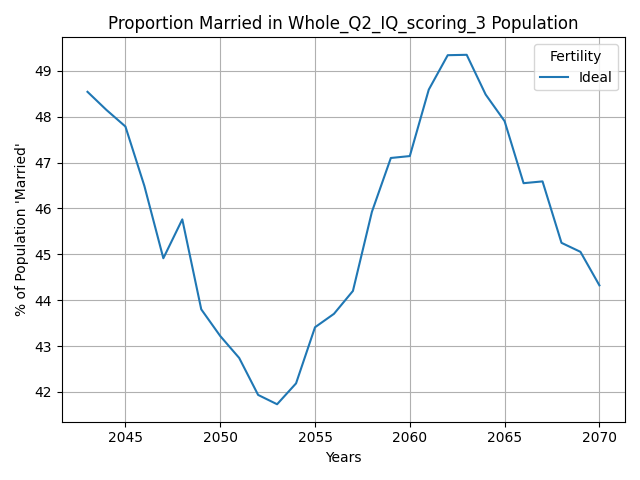 Proportion Married in Whole_Q2_IQ_scoring_3 Population
Fertility
Ideal
% of Population 'Married'
49
48
47
46
45
44
43
42
2045
2050
2055
2060
2065
2070
Years